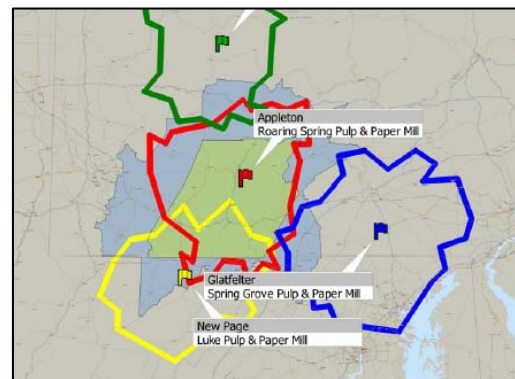 Appleton
Roaring Spring Pulp & Paper Mill
Glatfelter
Spring Grove Pulp & Paper Mill
New Page
Luke Pulp & Paper Mill